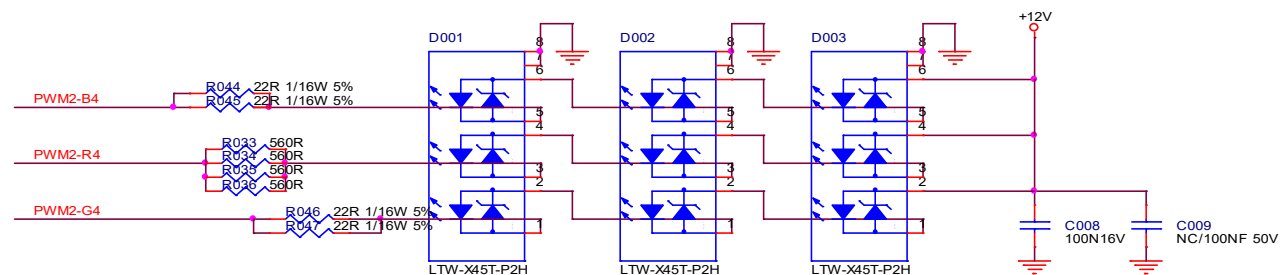 +12V
D001
D002
D003
8
7
6
5
4
3
2
1
8
7
6
5
4
3
2
1
8
7
6
5
4
3
2
1
PWM2-B4
R044 22R 1/16W 5%
R045 22R 1/16W 5%
PWM2-R4
R033 560R
R034 560R
R035 560R
R036 560R
PWM2-G4
R046 22R 1/16W 5%
R047 22R 1/16W 5%
C008
100N16V
C009
NC/100NF 50V
LTW-X45T-P2H
LTW-X45T-P2H
LTW-X45T-P2H